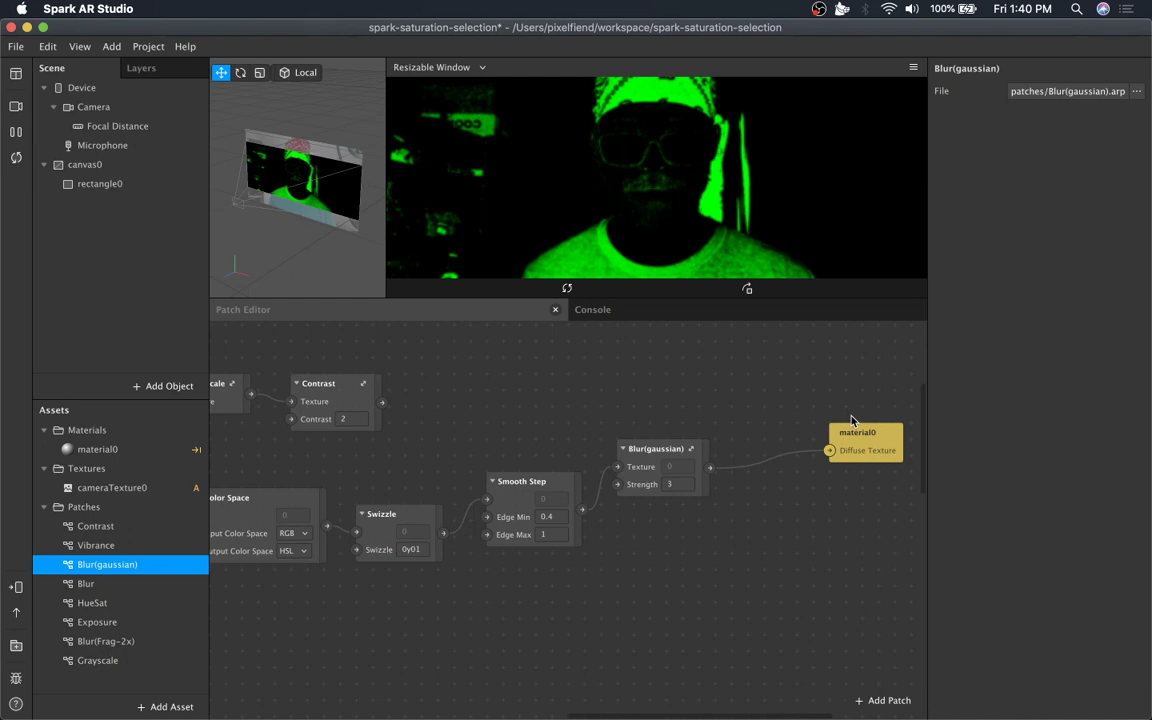 Spark AR Studio
100%
Fri 1:40 PM
spark-saturation-selection* - /Users/pixelfiend/workspace/spark-saturation-selection
File Edit View Add Project Help
Scene
Layers
Device
Camera
Focal Distance
Microphone
canvas0
rectangle0
+ Add Object
Assets
Materials
material0
Textures
cameraTexture0 A
Patches
Contrast
Vibrance
Blur(gaussian)
Blur
HueSat
Exposure
Blur(Frag-2x)
Grayscale
+ Add Asset
Local
Resizable Window
Patch Editor
Console
cale
re
Contrast
Texture
Contrast 2
olor Space
0
put Color Space RGB
utput Color Space HSL
Swizzle
0
Swizzle 0y01
Smooth Step
0
Edge Min 0.4
Edge Max 1
Blur(gaussian)
Texture 0
Strength 3
material0
Diffuse Texture
+ Add Patch
Blur(gaussian)
File patches/Blur(gaussian).arp ...